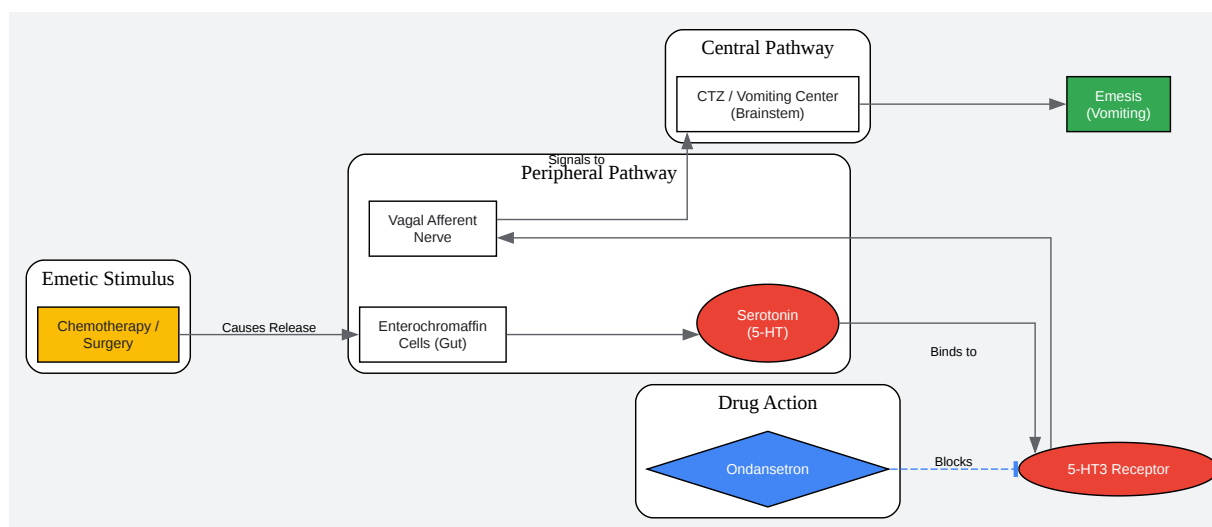 Central Pathway
CTZ / Vomiting Center
(Brainstem)
Emesis
(Vomiting)
Signals to
Peripheral Pathway
Vagal Afferent
Nerve
Emetic Stimulus
Chemotherapy /
Surgery
Causes Release
Enterochromaffin
Cells (Gut)
Serotonin
(5-HT)
Binds to
Drug Action
Ondansetron
Blocks
5-HT3 Receptor